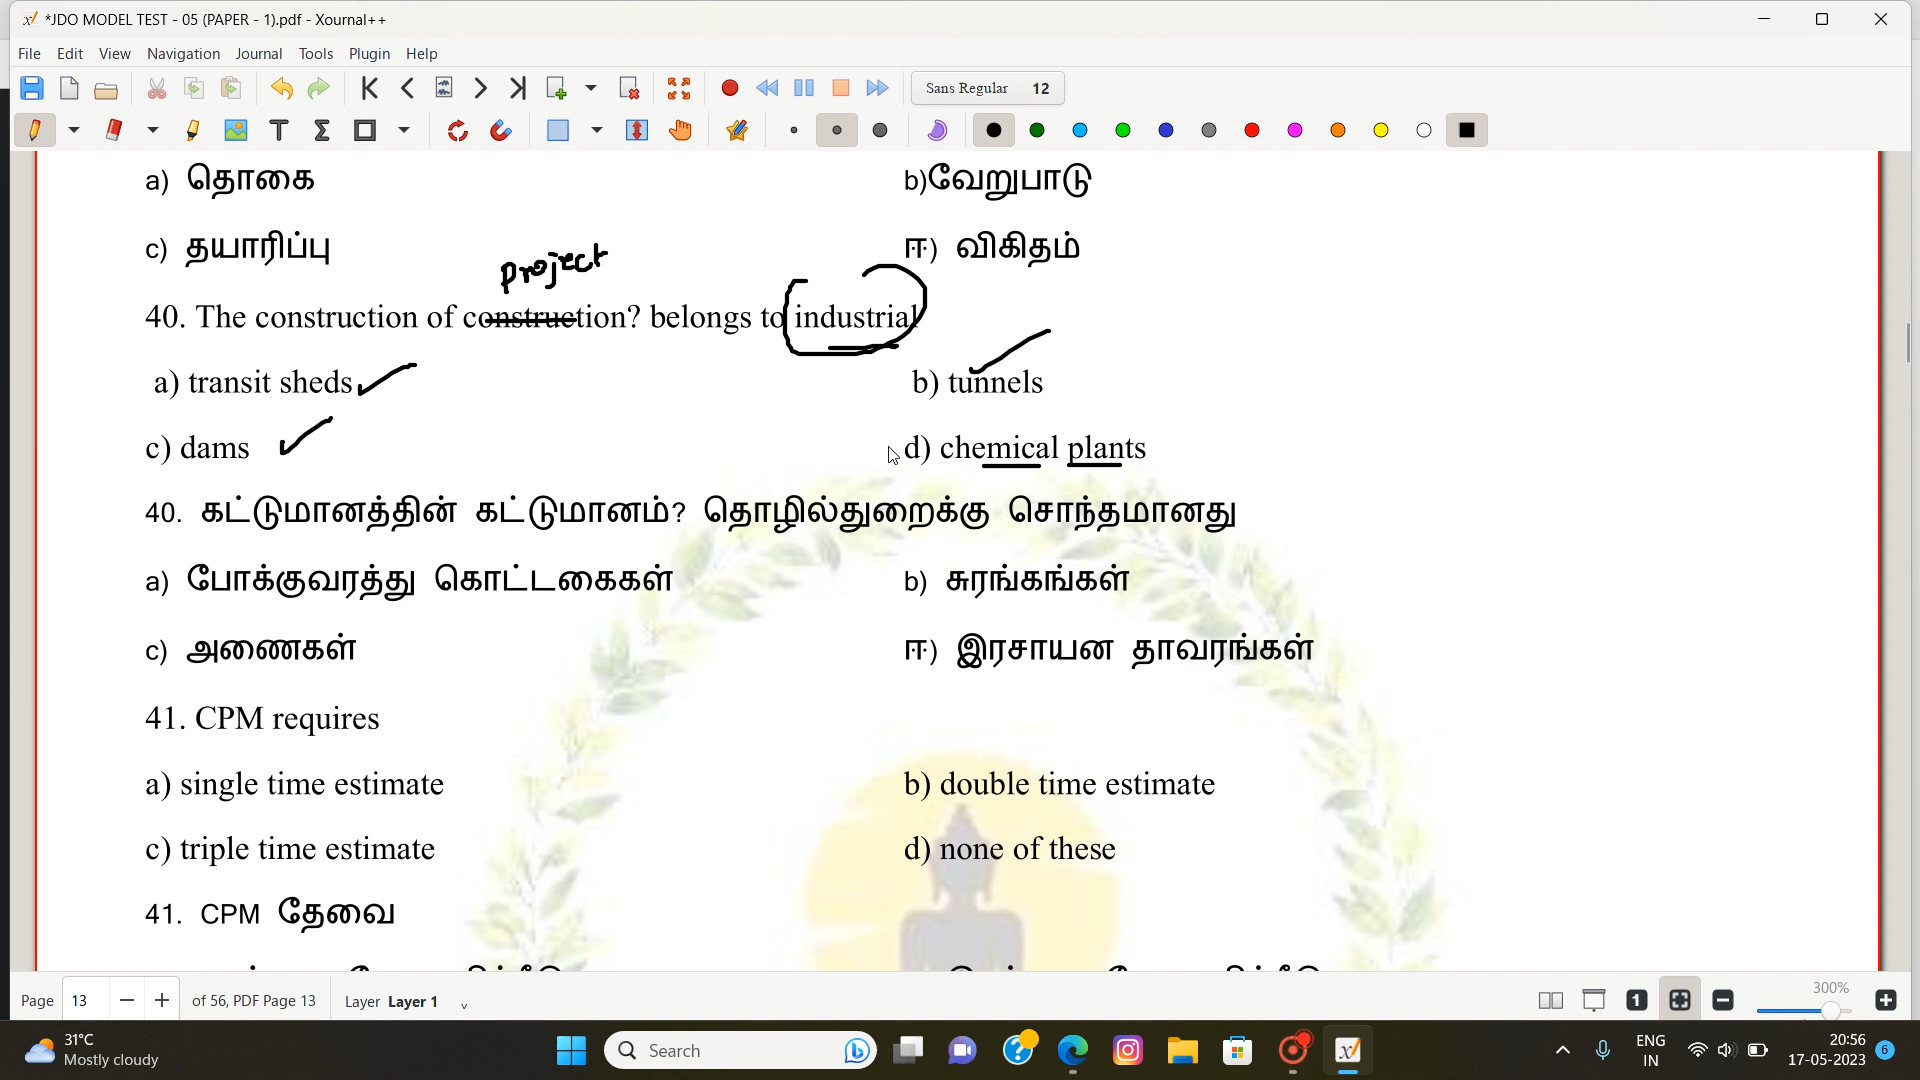 *JDO MODEL TEST - 05 (PAPER - 1).pdf - Xournal++
File Edit View Navigation Journal Tools Plugin Help
Sans Regular 12
a) தொகை b)வேறுபாடு
c) தயாரிப்பு ஈ) விகிதம்
project
40. The construction of construction? belongs to industrial
a) transit sheds b) tunnels
c) dams d) chemical plants
40. கட்டுமானத்தின் கட்டுமானம்? தொழில்துறைக்கு சொந்தமானது
a) போக்குவரத்து கொட்டகைகள் b) சுரங்கங்கள்
c) அணைகள் ஈ) இரசாயன தாவரங்கள்
41. CPM requires
a) single time estimate b) double time estimate
c) triple time estimate d) none of these
41. CPM தேவை
Page 13 of 56, PDF Page 13 Layer Layer 1 300%
31°C
Mostly cloudy
Search
ENG
IN
20:56
17-05-2023 6